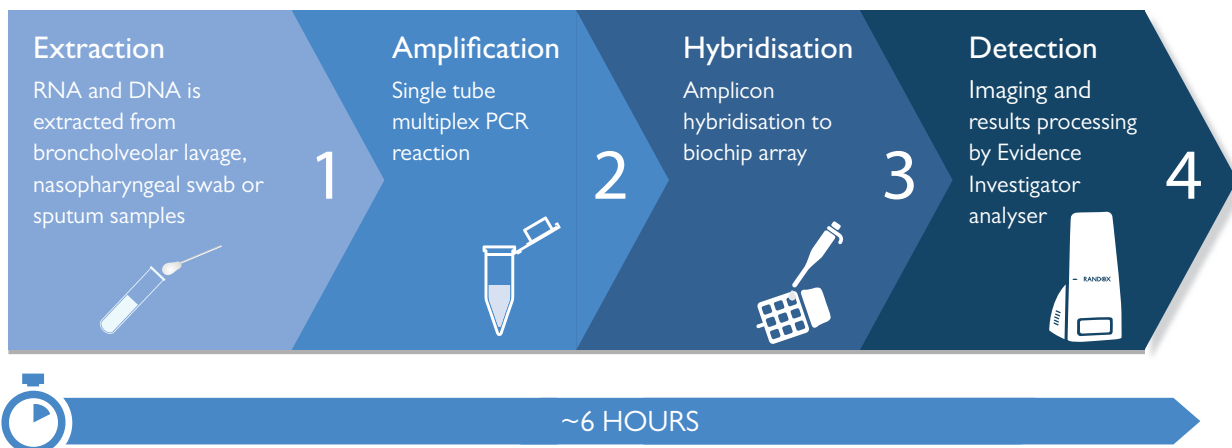 Extraction
RNA and DNA is
extracted from
broncholveolar lavage,
nasopharyngeal swab or
sputum samples
1
Amplification
Single tube
multiplex PCR
reaction
2
Hybridisation
Amplicon
hybridisation to
biochip array
3
Detection
Imaging and
results processing
by Evidence
Investigator
analyser
4
RANDOX
~6 HOURS